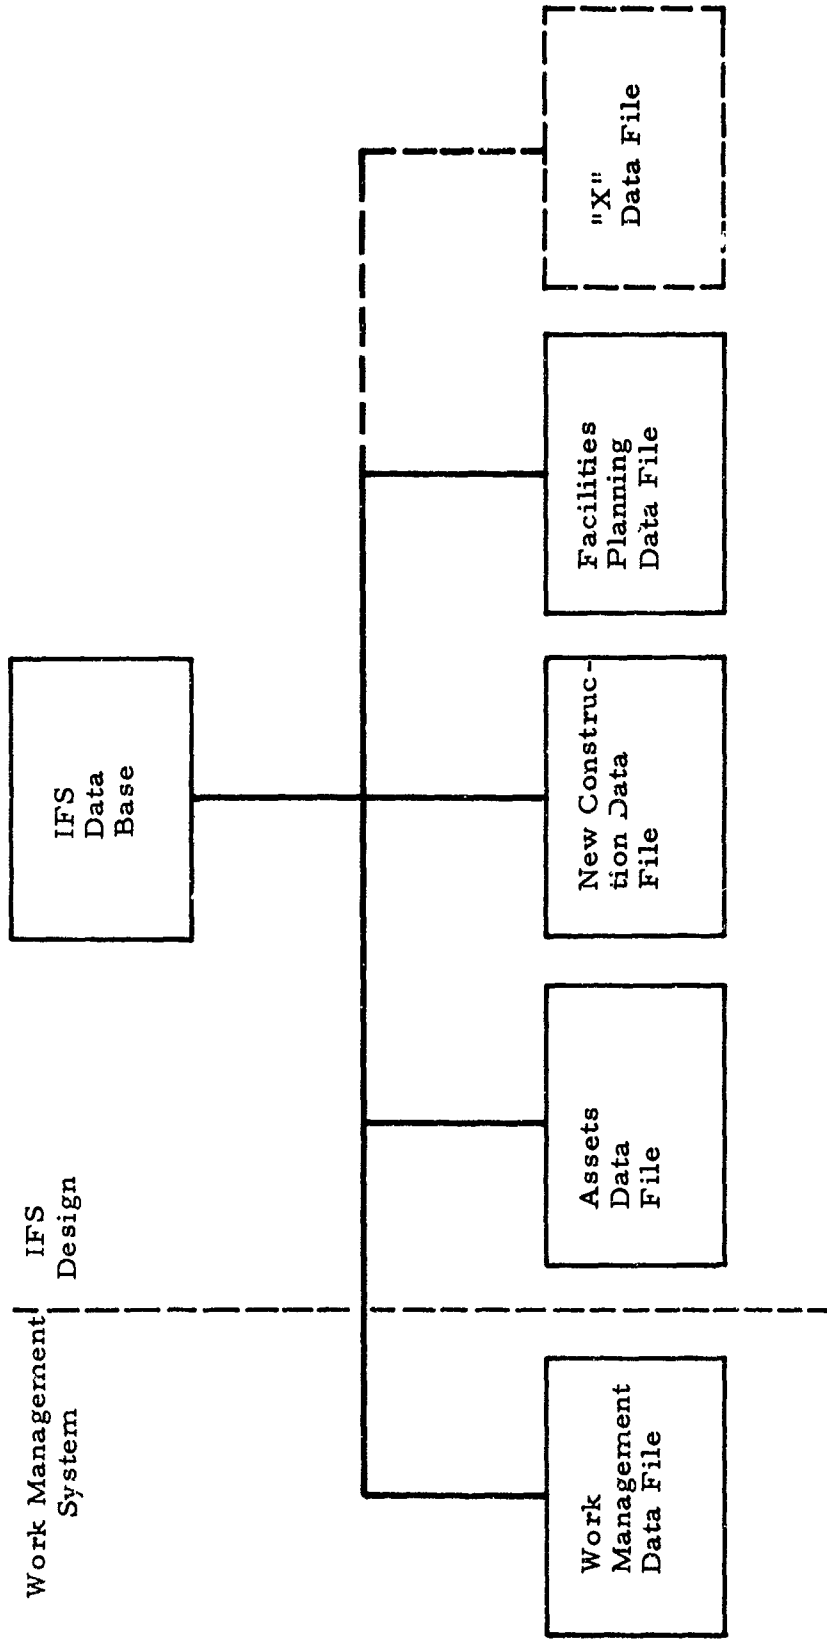 Work Management
System
IFS
Design
IFS
Data
Base
Work
Management
Data File
Assets
Data
File
New Construc-
tion Data
File
Facilities
Planning
Data File
"X"
Data File